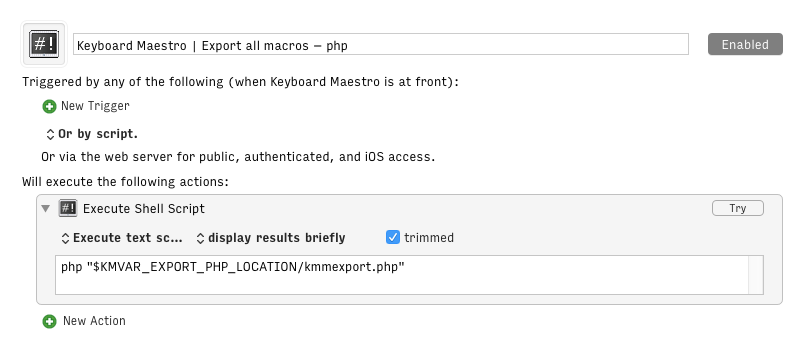 #!
Keyboard Maestro | Export all macros – php
Enabled
Triggered by any of the following (when Keyboard Maestro is at front):
New Trigger
Or by script.
Or via the web server for public, authenticated, and iOS access.
Will execute the following actions:
#! Execute Shell Script Try
Execute text sc... display results briefly trimmed
php "$KMVAR_EXPORT_PHP_LOCATION/kmmexport.php"
New Action